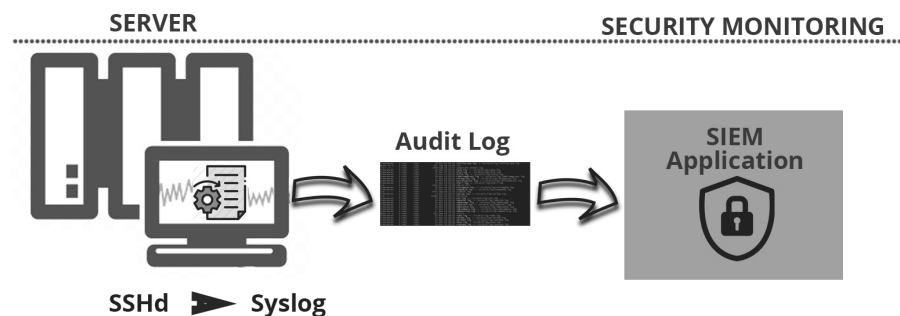 SERVER
SECURITY MONITORING
Audit Log
SIEM
Application
SSHd
Syslog